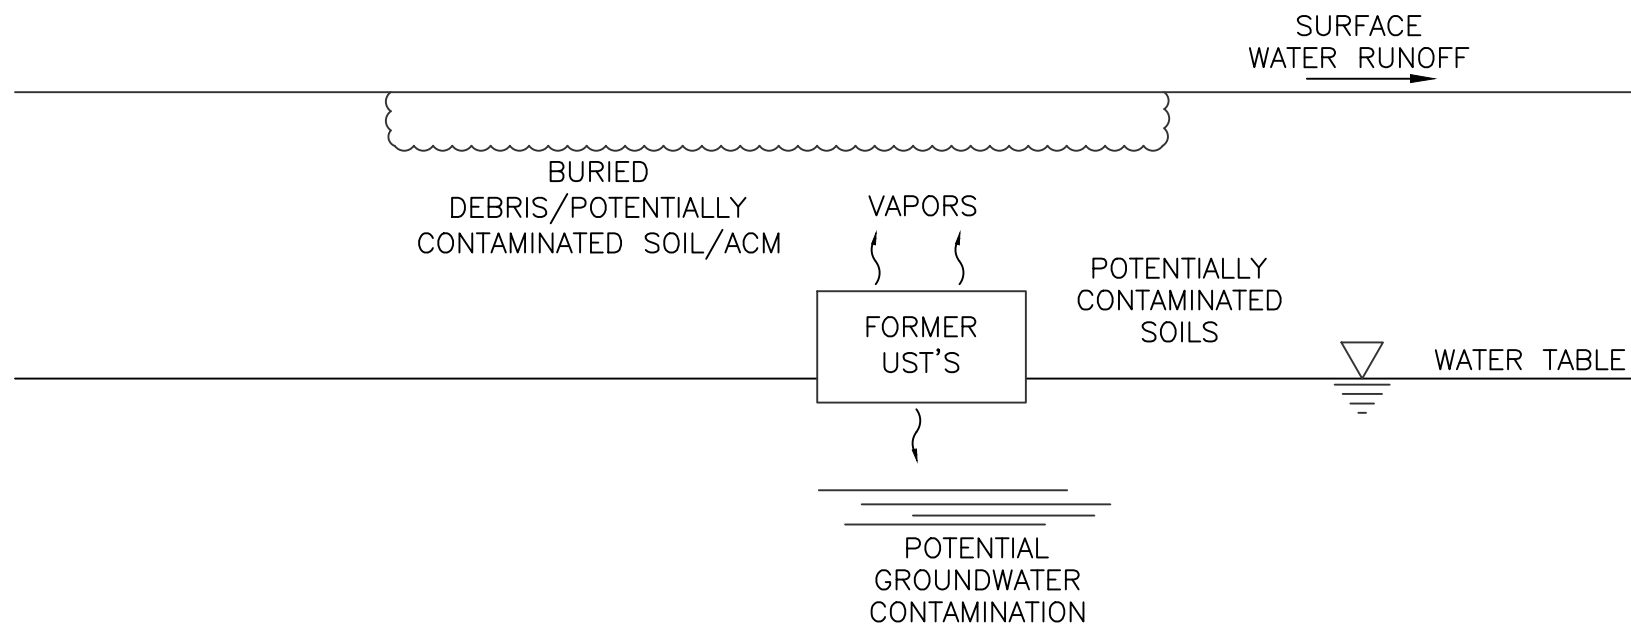 SURFACE
WATER RUNOFF
BURIED
DEBRIS/POTENTIALLY
CONTAMINATED SOIL/ACM
VAPORS
POTENTIALLY
CONTAMINATED
SOILS
FORMER
UST'S
WATER TABLE
POTENTIAL
GROUNDWATER
CONTAMINATION